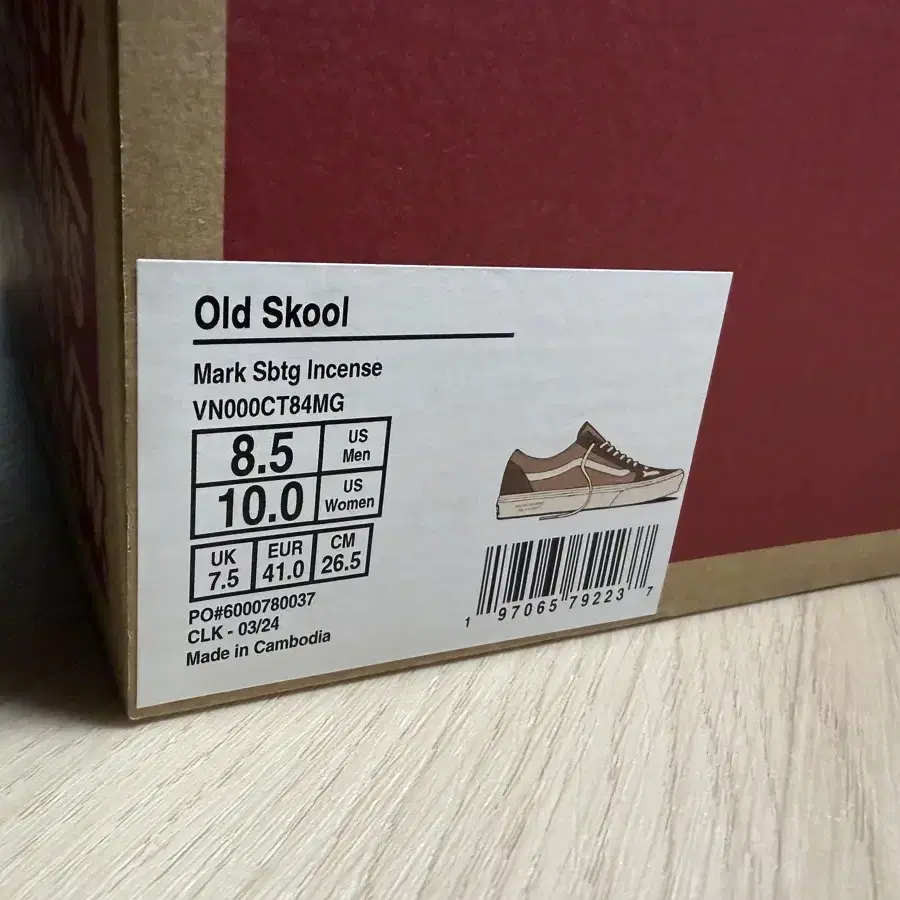 Old Skool
Mark Sbtg Incense
VN000CT84MG
8.5 US Men
10.0 US Women
UK 7.5 EUR 41.0 CM 26.5
PO#6000780037
CLK - 03/24
Made in Cambodia
1 97065 79223 7